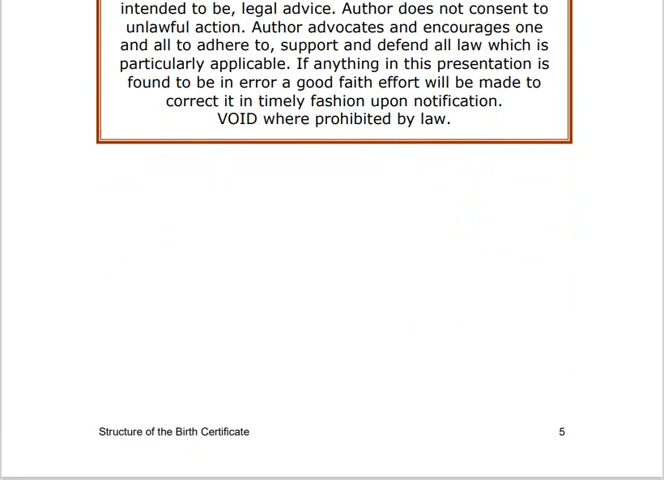 intended to be, legal advice. Author does not consent to
unlawful action. Author advocates and encourages one
and all to adhere to, support and defend all law which is
particularly applicable. If anything in this presentation is
found to be in error a good faith effort will be made to
correct it in timely fashion upon notification.
VOID where prohibited by law.
Structure of the Birth Certificate 5